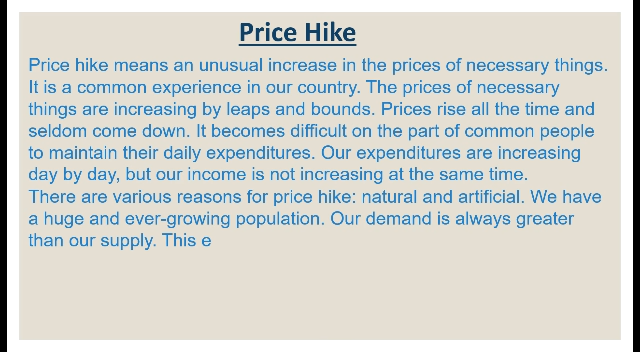 Price Hike
Price hike means an unusual increase in the prices of necessary things.
It is a common experience in our country. The prices of necessary
things are increasing by leaps and bounds. Prices rise all the time and
seldom come down. It becomes difficult on the part of common people
to maintain their daily expenditures. Our expenditures are increasing
day by day, but our income is not increasing at the same time.
There are various reasons for price hike: natural and artificial. We have
a huge and ever-growing population. Our demand is always greater
than our supply. This e